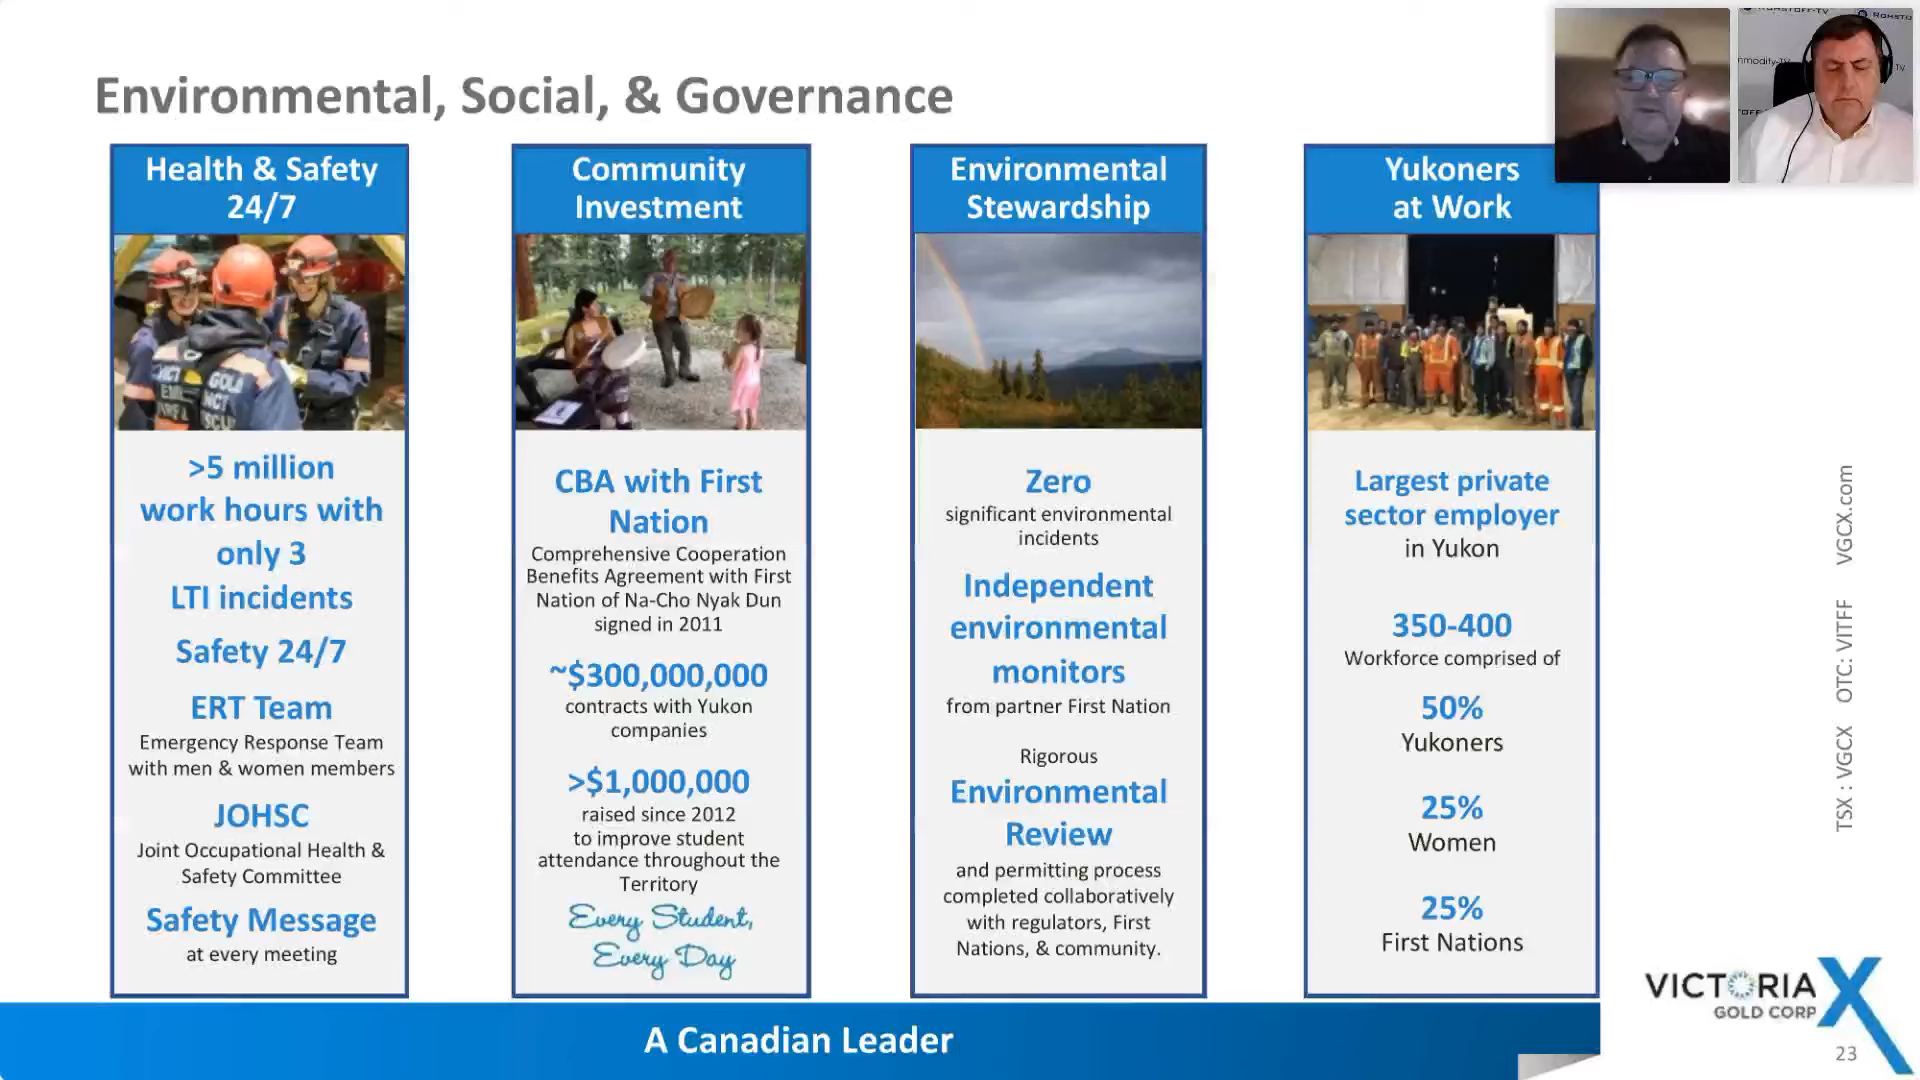 Environmental, Social, & Governance
Health & Safety
24/7
>5 million
work hours with
only 3
LTI incidents
Safety 24/7
ERT Team
Emergency Response Team
with men & women members
JOHSC
Joint Occupational Health &
Safety Committee
Safety Message
at every meeting
Community
Investment
CBA with First
Nation
Comprehensive Cooperation
Benefits Agreement with First
Nation of Na-Cho Nyak Dun
signed in 2011
~$300,000,000
contracts with Yukon
companies
>$1,000,000
raised since 2012
to improve student
attendance throughout the
Territory
Every Student,
Every Day
Environmental
Stewardship
Zero
significant environmental
incidents
Independent
environmental
monitors
from partner First Nation
Rigorous
Environmental
Review
and permitting process
completed collaboratively
with regulators, First
Nations, & community.
Yukoners
at Work
Largest private
sector employer
in Yukon
350-400
Workforce comprised of
50%
Yukoners
25%
Women
25%
First Nations
TSX : VGCX OTC: VITFF VGCX.com
A Canadian Leader
VICTORIA
GOLD CORP
23